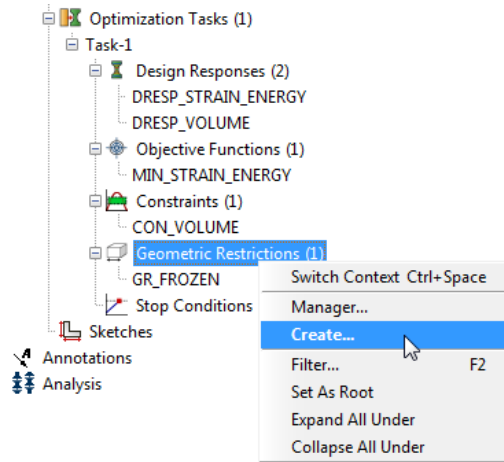 Optimization Tasks (1)
Task-1
Design Responses (2)
DRESP_STRAIN_ENERGY
DRESP_VOLUME
Objective Functions (1)
MIN_STRAIN_ENERGY
Constraints (1)
CON_VOLUME
Geometric Restrictions (1)
GR_FROZEN
Stop Conditions
Sketches
Annotations
Analysis
Switch Context Ctrl+Space
Manager...
Create...
Filter... F2
Set As Root
Expand All Under
Collapse All Under